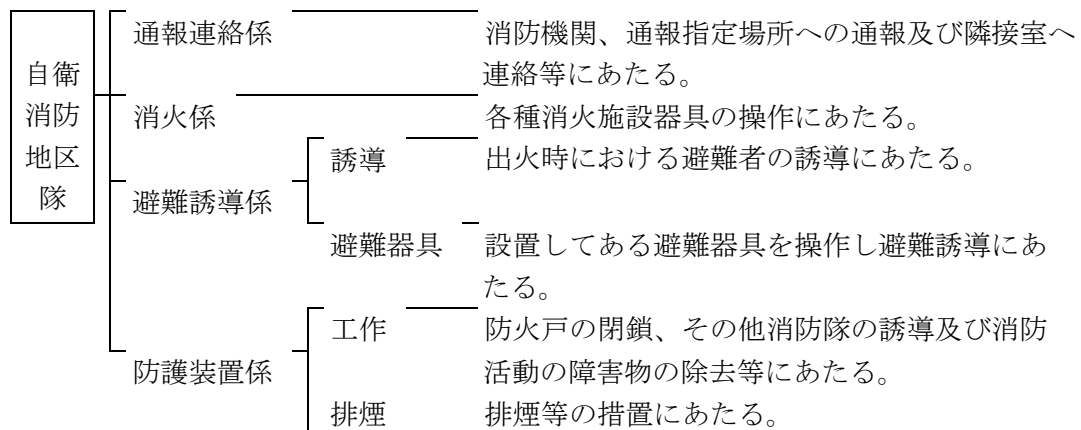 自衛
消防
地区
隊
通報連絡係
消防機関、通報指定場所への通報及び隣接室へ
連絡等にあたる。
消火係
各種消火施設器具の操作にあたる。
避難誘導係
誘導
出火時における避難者の誘導にあたる。
避難器具
設置してある避難器具を操作し避難誘導にあ
たる。
防護装置係
工作
防火戸の閉鎖、その他消防隊の誘導及び消防
活動の障害物の除去等にあたる。
排煙
排煙等の措置にあたる。